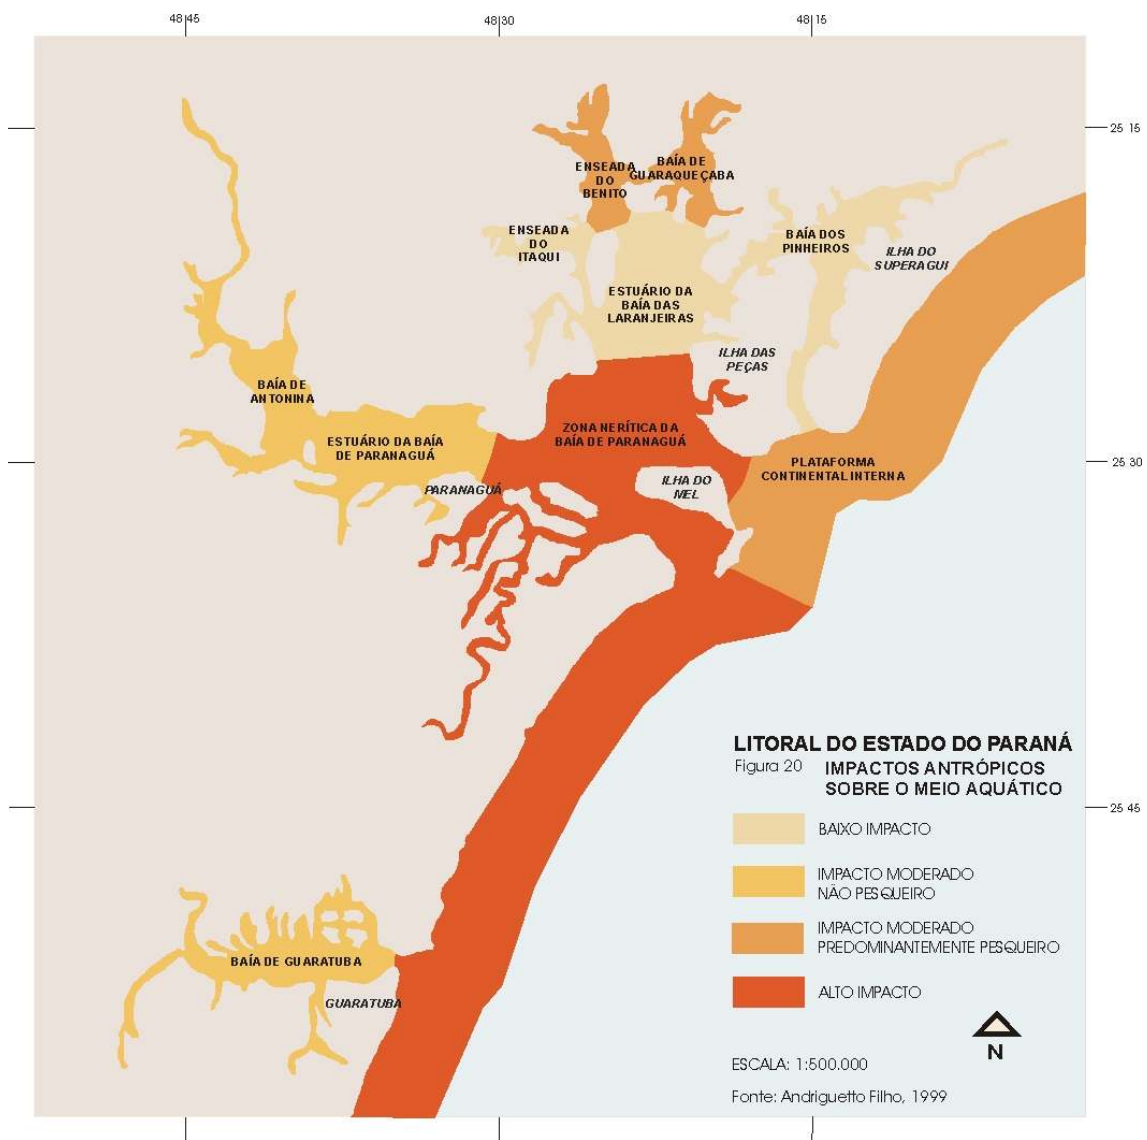 48 45
48 30
48 15
25 15
ENSEADA
DO
BENITO
BAÍA DE
GUARAQUEÇABA
ENSEADA
DO
ITAQUI
BAÍA DOS
PINHEIROS
ILHA DO
SUPERAGUI
ESTUÁRIO DA
BAÍA DAS
LARANJEIRAS
ILHA DAS
PEÇAS
BAÍA DE
ANTONINA
ESTUÁRIO DA BAÍA
DE PARANAGUÁ
ZONA NERÍTICA DA
BAÍA DE PARANAGUÁ
PLATAFORMA
CONTINENTAL INTERNA
25 30
PARANAGUÁ
ILHA DO
MEL
LITORAL DO ESTADO DO PARANÁ
Figura 20 IMPACTOS ANTRÓPICOS
SOBRE O MEIO AQUÁTICO
25 45
BAIXO IMPACTO
IMPACTO MODERADO
NÃO PESQUEIRO
IMPACTO MODERADO
PREDOMINANTEMENTE PESQUEIRO
ALTO IMPACTO
BAÍA DE GUARATUBA
GUARATUBA
N
ESCALA: 1:500.000
Fonte: Andriguetto Filho, 1999